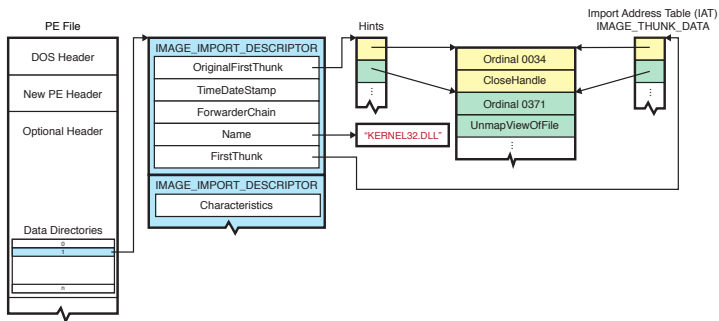 PE File
DOS Header
New PE Header
Optional Header
Data Directories
0
1
n
IMAGE_IMPORT_DESCRIPTOR
OriginalFirstThunk
TimeDateStamp
ForwarderChain
Name
FirstThunk
IMAGE_IMPORT_DESCRIPTOR
Characteristics
Hints
⋮
"KERNEL32.DLL"
Ordinal 0034
CloseHandle
Ordinal 0371
UnmapViewOfFile
⋮
Import Address Table (IAT)
IMAGE_THUNK_DATA
⋮